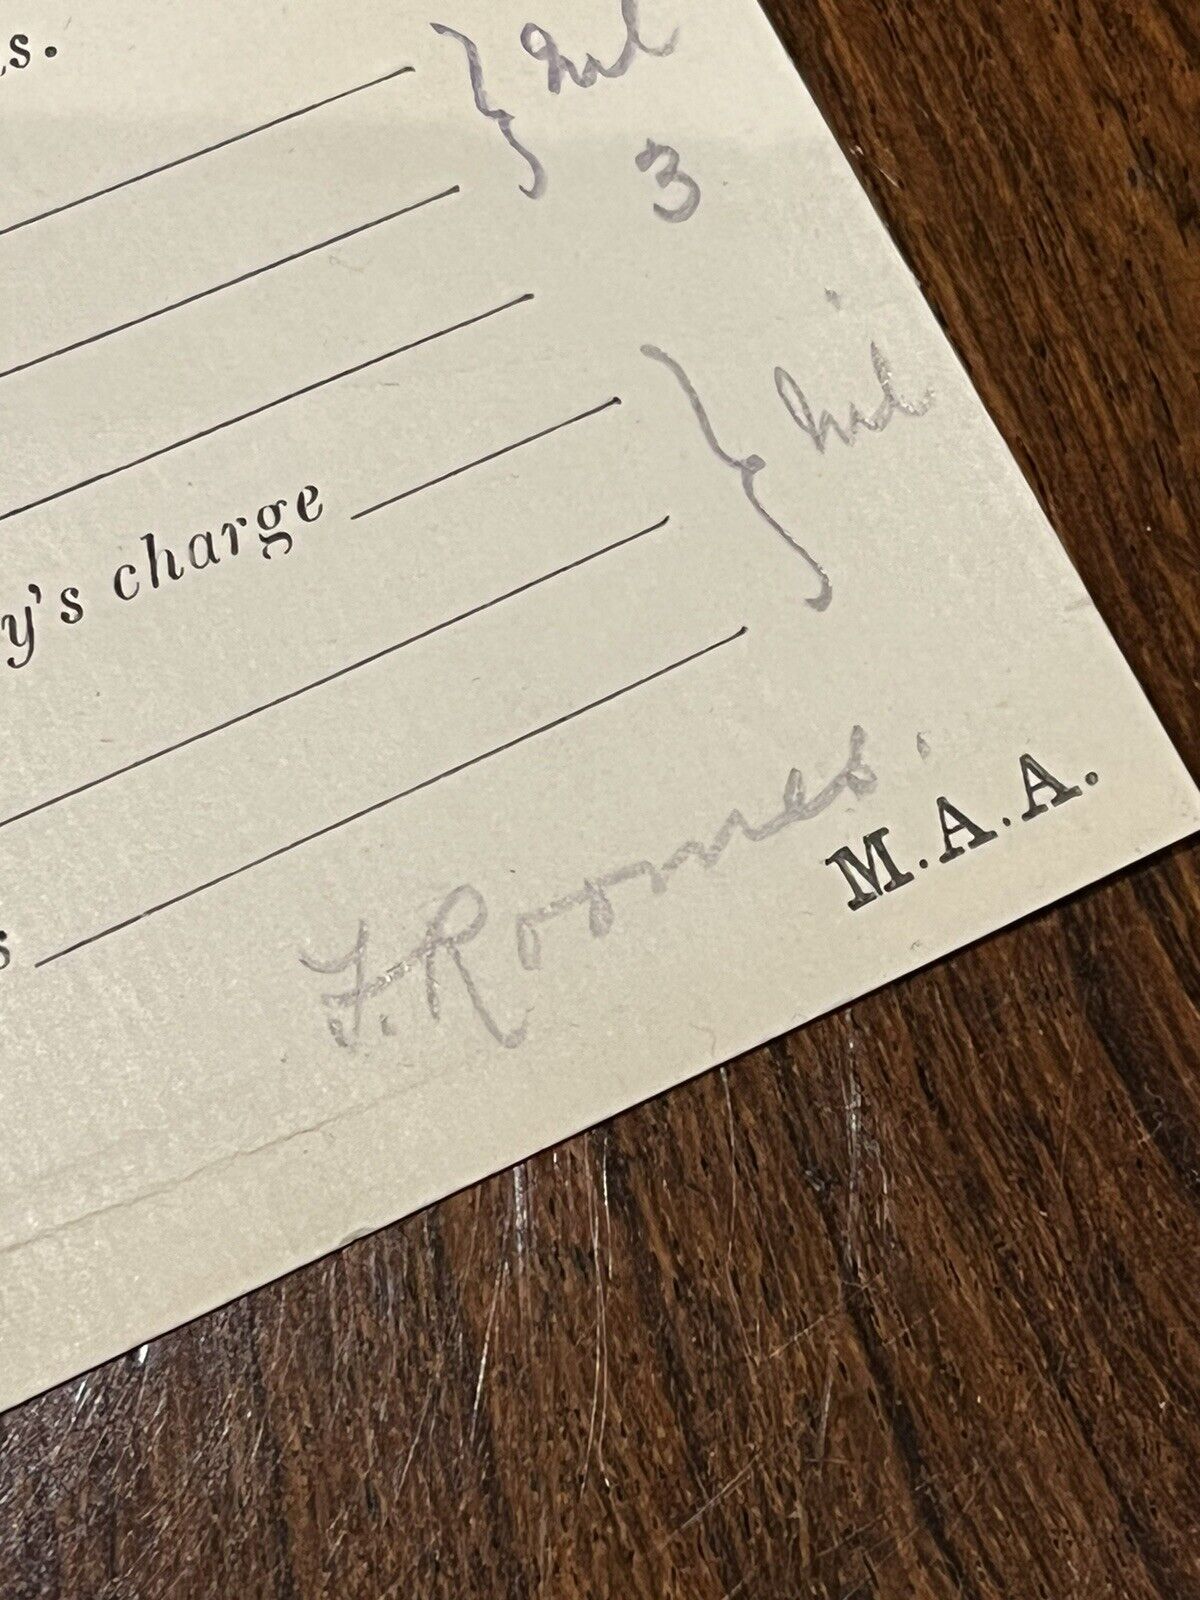 s.
} nil
3
y's charge } nil
s
F. Roomes.
M.A.A.